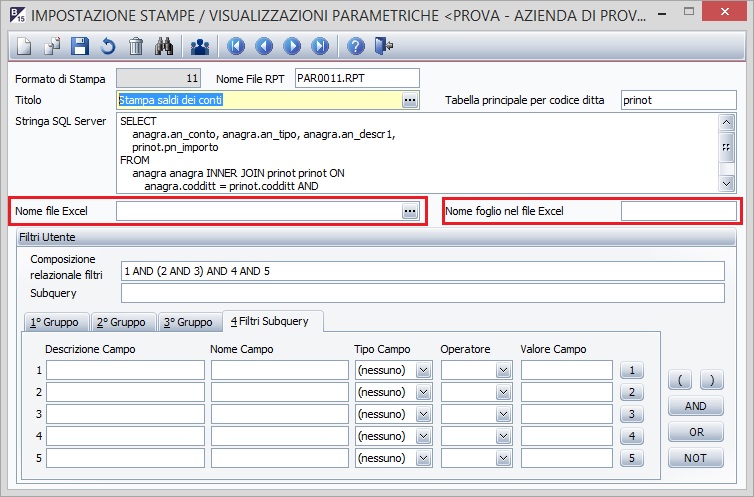 B 15 IMPOSTAZIONE STAMPE / VISUALIZZAZIONI PARAMETRICHE <PROVA - AZIENDA DI PROV...
Formato di Stampa 11 Nome File RPT PAR0011.RPT
Titolo Stampa saldi dei conti ... Tabella principale per codice ditta prinot
Stringa SQL Server SELECT
anagra.an_conto, anagra.an_tipo, anagra.an_descr1,
prinot.pn_importo
FROM
anagra anagra INNER JOIN prinot prinot ON
anagra.codditt = prinot.codditt AND
Nome file Excel ... Nome foglio nel file Excel
Filtri Utente
Composizione
relazionale filtri 1 AND (2 AND 3) AND 4 AND 5
Subquery
1° Gruppo 2° Gruppo 3° Gruppo 4 Filtri Subquery
Descrizione Campo Nome Campo Tipo Campo Operatore Valore Campo
1 (nessuno) 1
2 (nessuno) 2
3 (nessuno) 3
4 (nessuno) 4
5 (nessuno) 5
( )
AND
OR
NOT